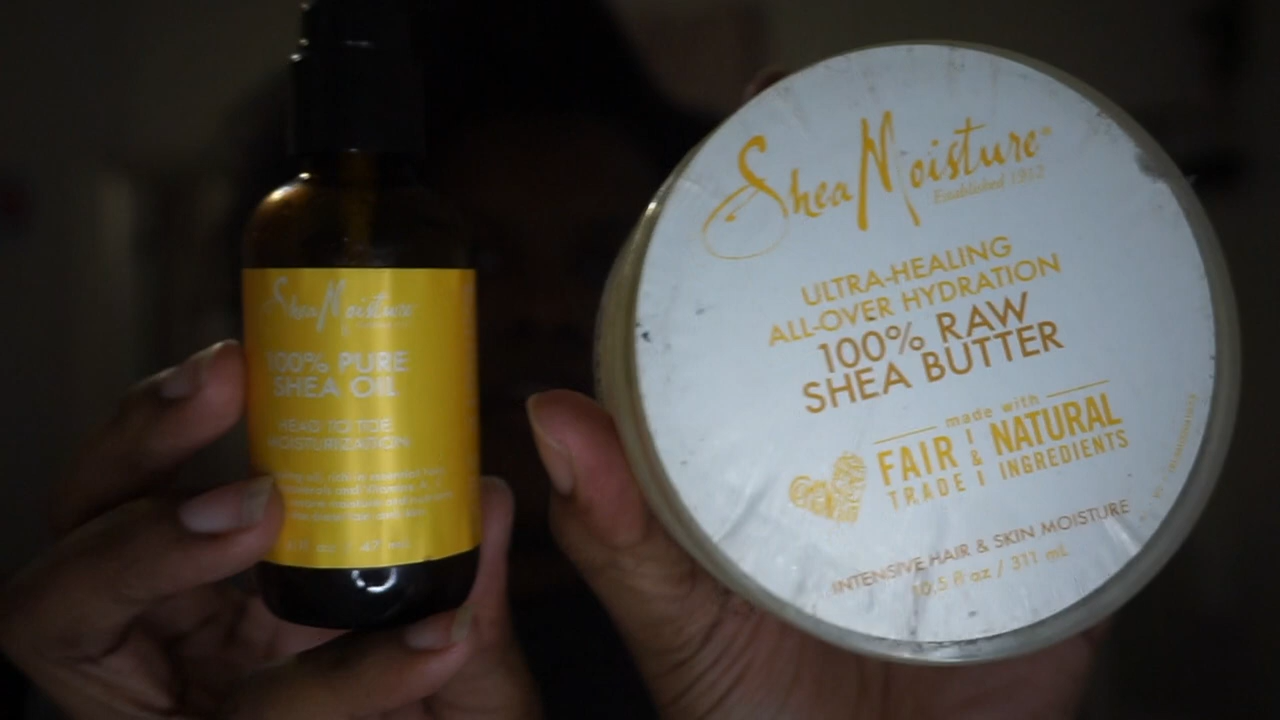 SheaMoisture
100% PURE
SHEA OIL
HEAD TO TOE
MOISTURIZATION
SheaMoisture
Established 1912
ULTRA-HEALING
ALL-OVER HYDRATION
100% RAW
SHEA BUTTER
made with
FAIR & NATURAL
TRADE INGREDIENTS
INTENSIVE HAIR & SKIN MOISTURE
10.5 fl oz / 311 mL